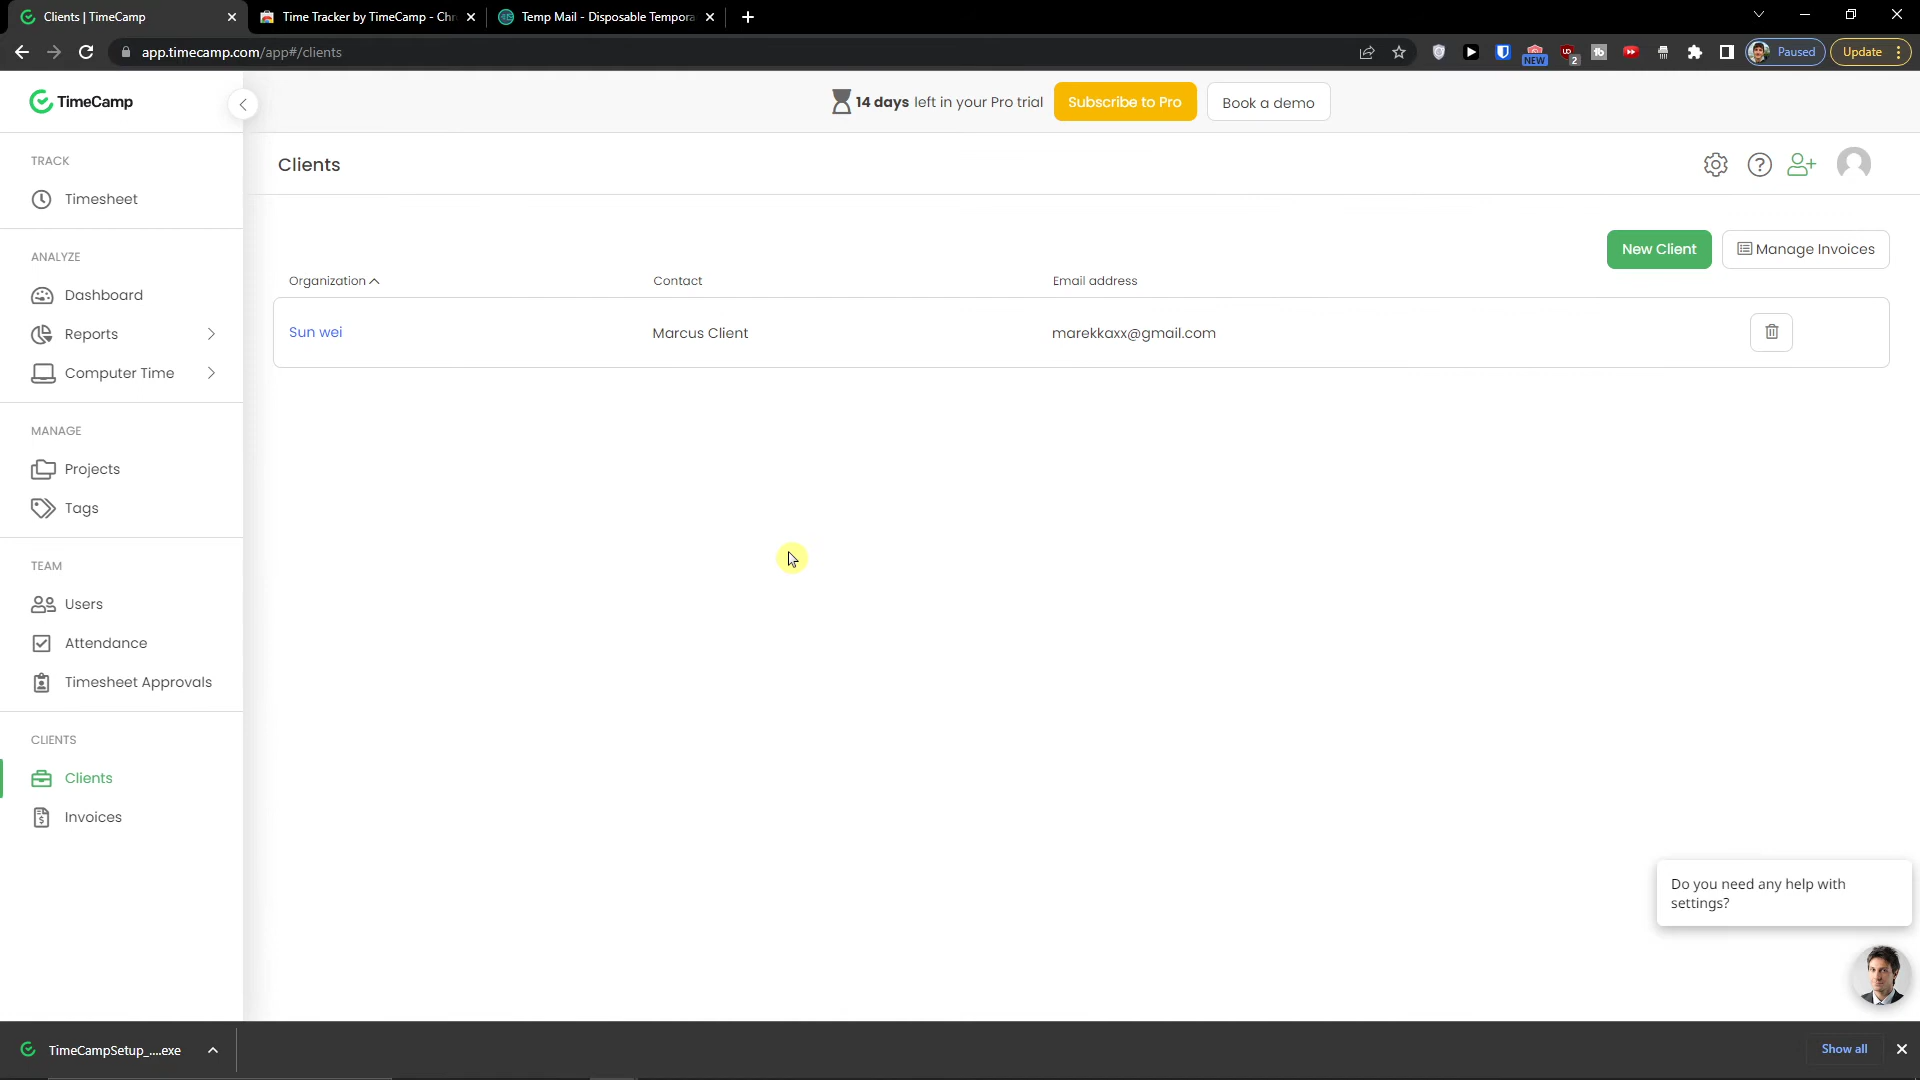 Clients | TimeCamp
Time Tracker by TimeCamp - Chr
Temp Mail - Disposable Tempora
app.timecamp.com/app#/clients
NEW
2
Paused
Update
TimeCamp
14 days left in your Pro trial
Subscribe to Pro
Book a demo
TRACK
Timesheet
ANALYZE
Dashboard
Reports
Computer Time
MANAGE
Projects
Tags
TEAM
Users
Attendance
Timesheet Approvals
CLIENTS
Clients
Invoices
Clients
New Client
Manage Invoices
Organization
Contact
Email address
Sun wei
Marcus Client
marekkaxx@gmail.com
Do you need any help with
settings?
TimeCampSetup_....exe
Show all